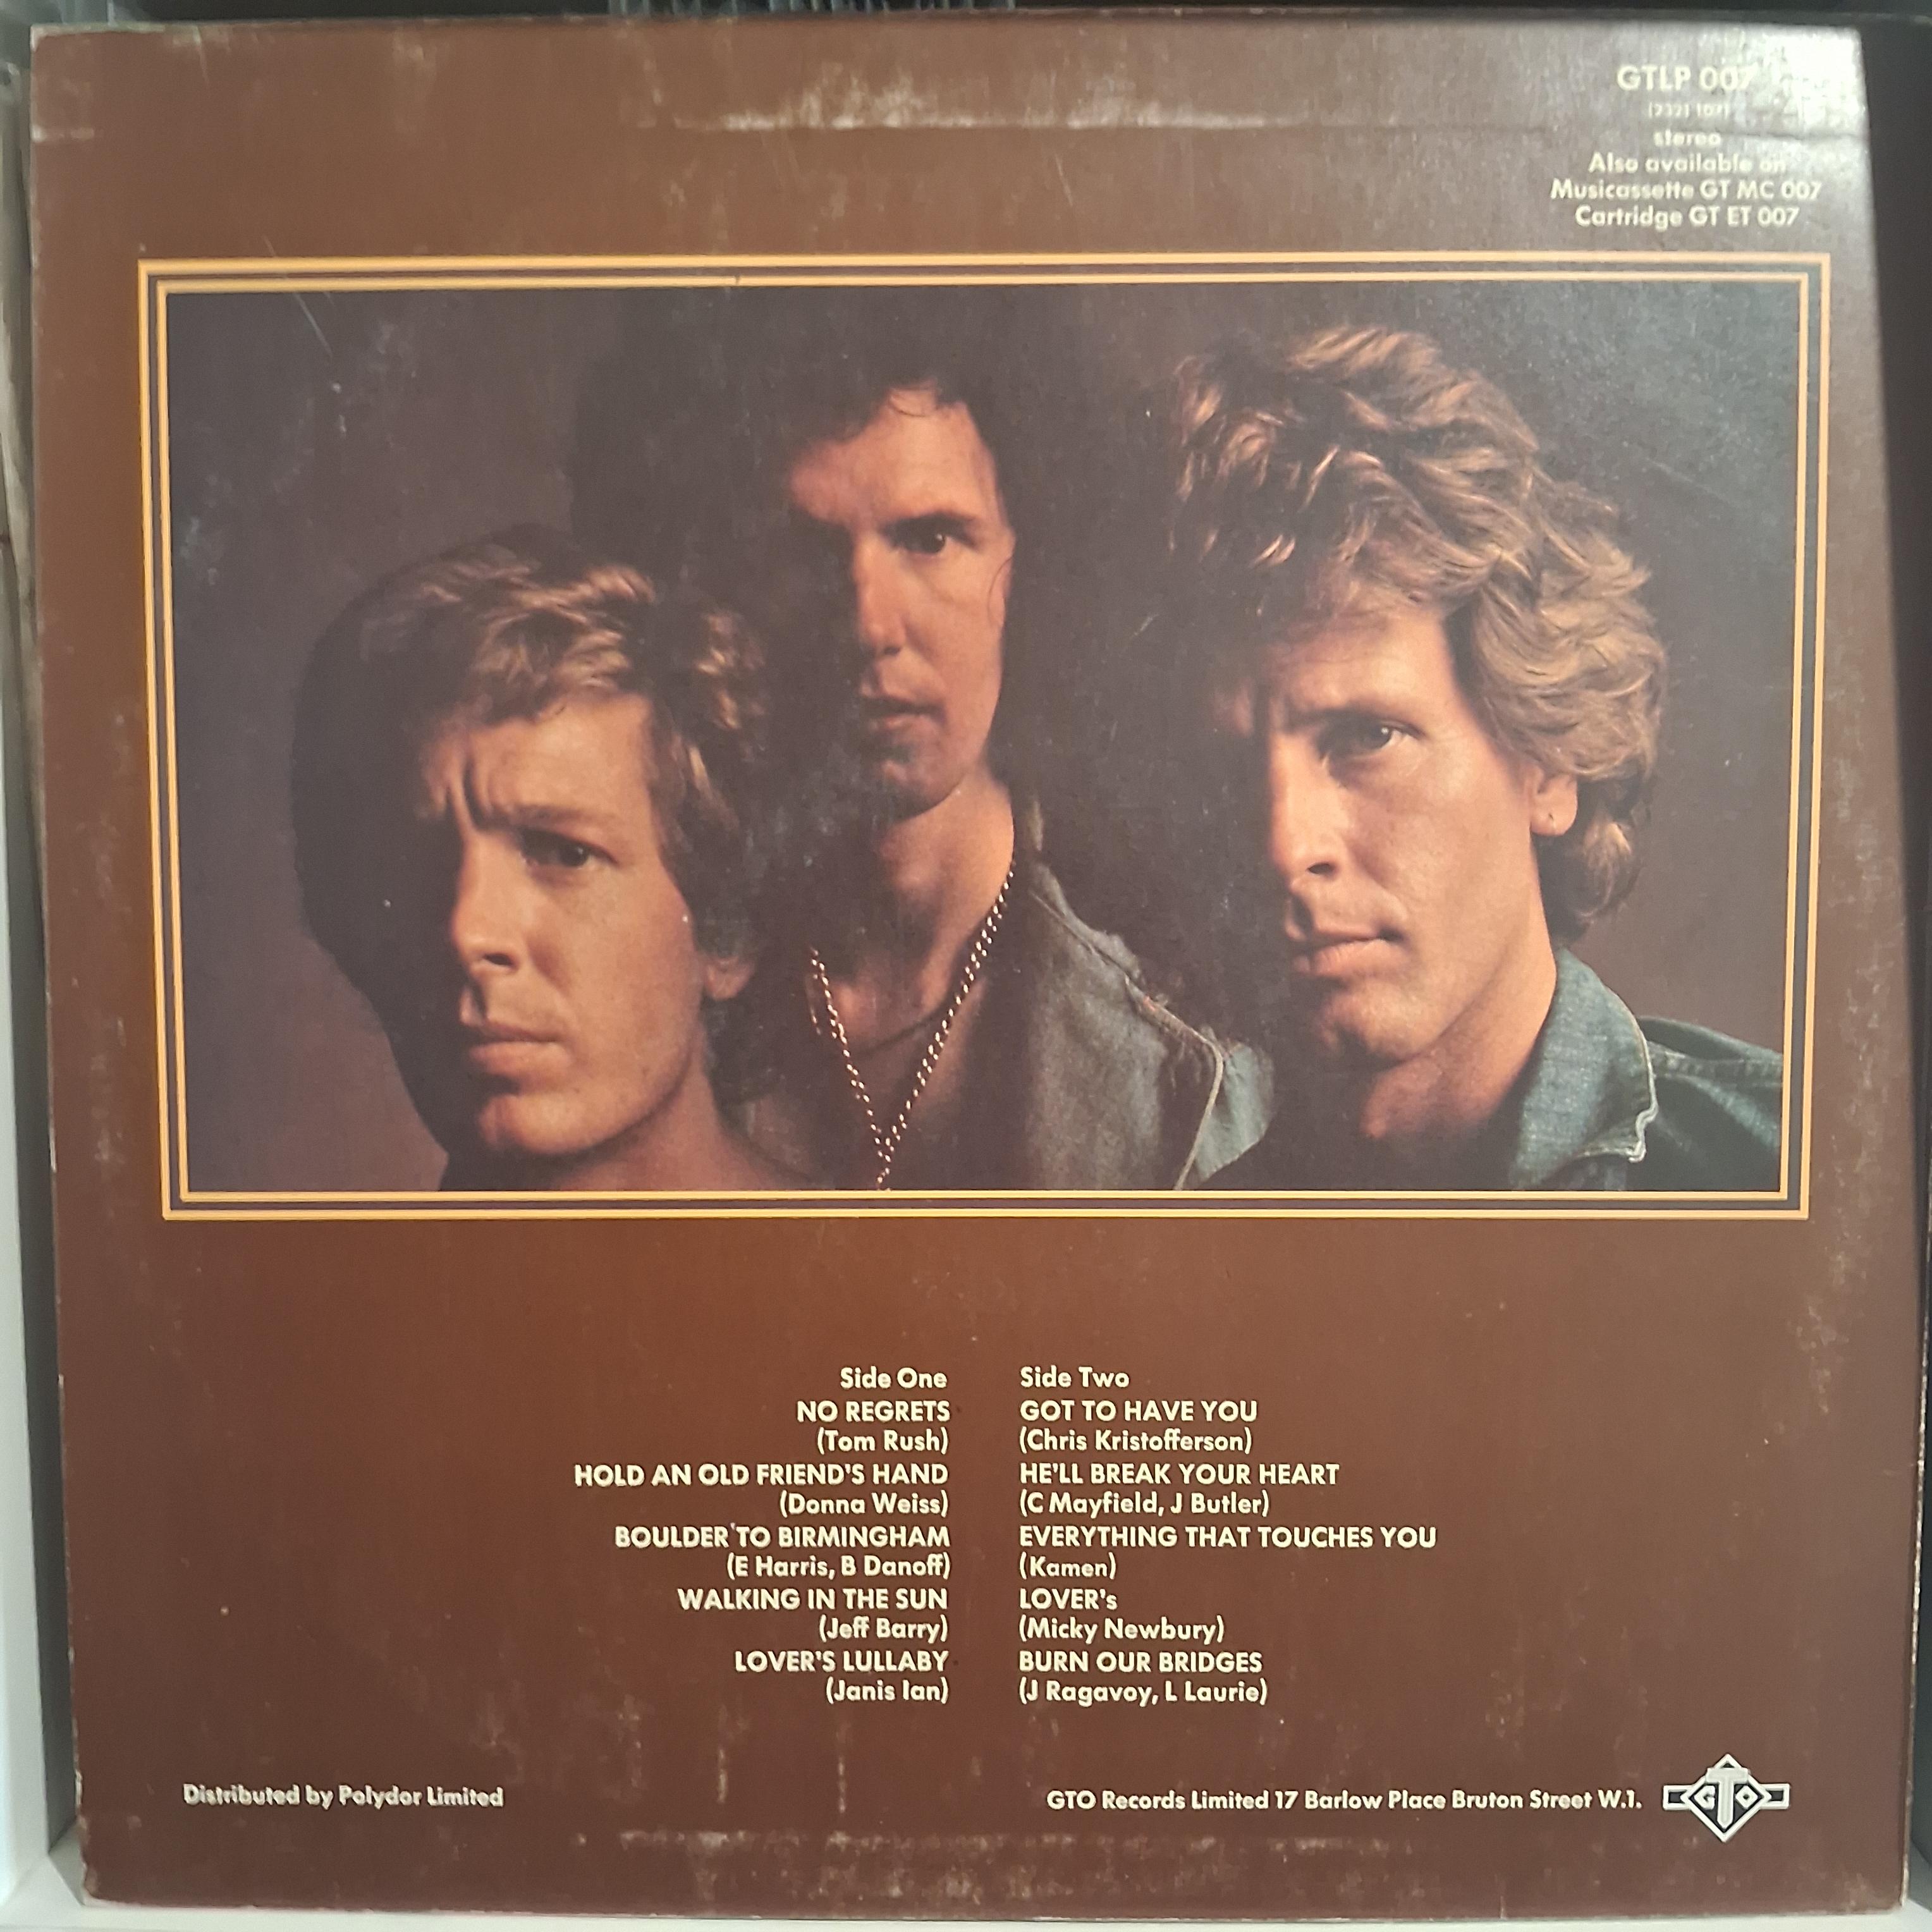 GTLP 007
stereo
Also available on
Musicassette GT MC 007
Cartridge GT ET 007
Side One
NO REGRETS
(Tom Rush)
HOLD AN OLD FRIEND'S HAND
(Donna Weiss)
BOULDER TO BIRMINGHAM
(E Harris, B Danoff)
WALKING IN THE SUN
(Jeff Barry)
LOVER'S LULLABY
(Janis Ian)
Side Two
GOT TO HAVE YOU
(Chris Kristofferson)
HE'LL BREAK YOUR HEART
(C Mayfield, J Butler)
EVERYTHING THAT TOUCHES YOU
(Kamen)
LOVER's
(Micky Newbury)
BURN OUR BRIDGES
(J Ragavoy, L Laurie)
Distributed by Polydor Limited
GTO Records Limited 17 Barlow Place Bruton Street W.1.
GTO